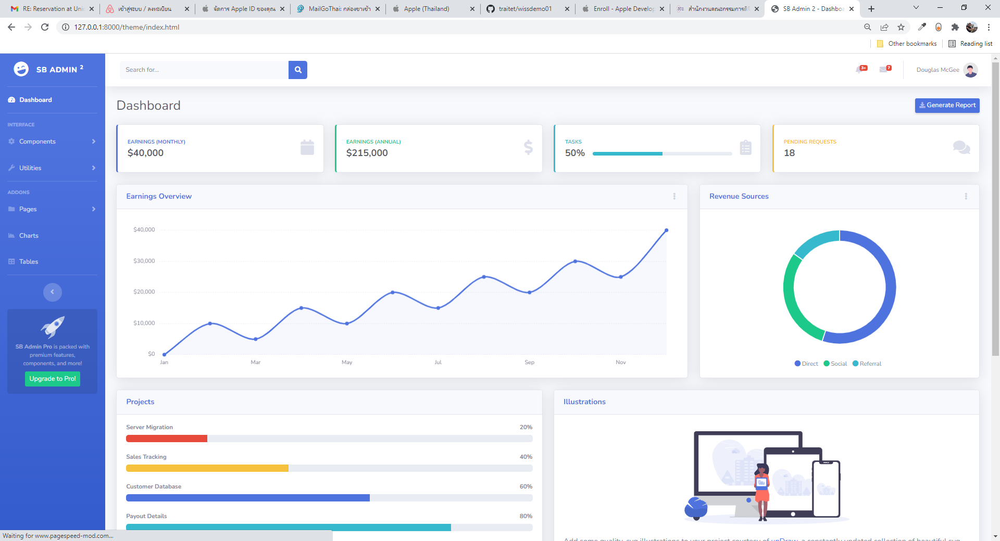 RE: Reservation at Unio
เข้าสู่ระบบ / ลงทะเบียน
จัดการ Apple ID ของคุณ
MailGoThai: กล่องขาเข้า
Apple (Thailand)
traitet/wissdemo01
Enroll - Apple Develop
สำนักงานคณะกรรมการดิจิ
SB Admin 2 - Dashboa
127.0.0.1:8000/theme/index.html
Other bookmarks
Reading list
SB ADMIN 2
Search for...
3+
7
Douglas McGee
Dashboard
INTERFACE
Components
Utilities
ADDONS
Pages
Charts
Tables
SB Admin Pro is packed with
premium features,
components, and more!
Upgrade to Pro!
Dashboard
Generate Report
EARNINGS (MONTHLY)
$40,000
EARNINGS (ANNUAL)
$215,000
TASKS
50%
PENDING REQUESTS
18
Earnings Overview
$40,000
$30,000
$20,000
$10,000
$0
Jan Mar May Jul Sep Nov
Revenue Sources
Direct Social Referral
Projects
Server Migration 20%
Sales Tracking 40%
Customer Database 60%
Payout Details 80%
Illustrations
Add some quality, svg illustrations to your project courtesy of unDraw, a constantly updated collection of beautiful svg
Waiting for www.pagespeed-mod.com...